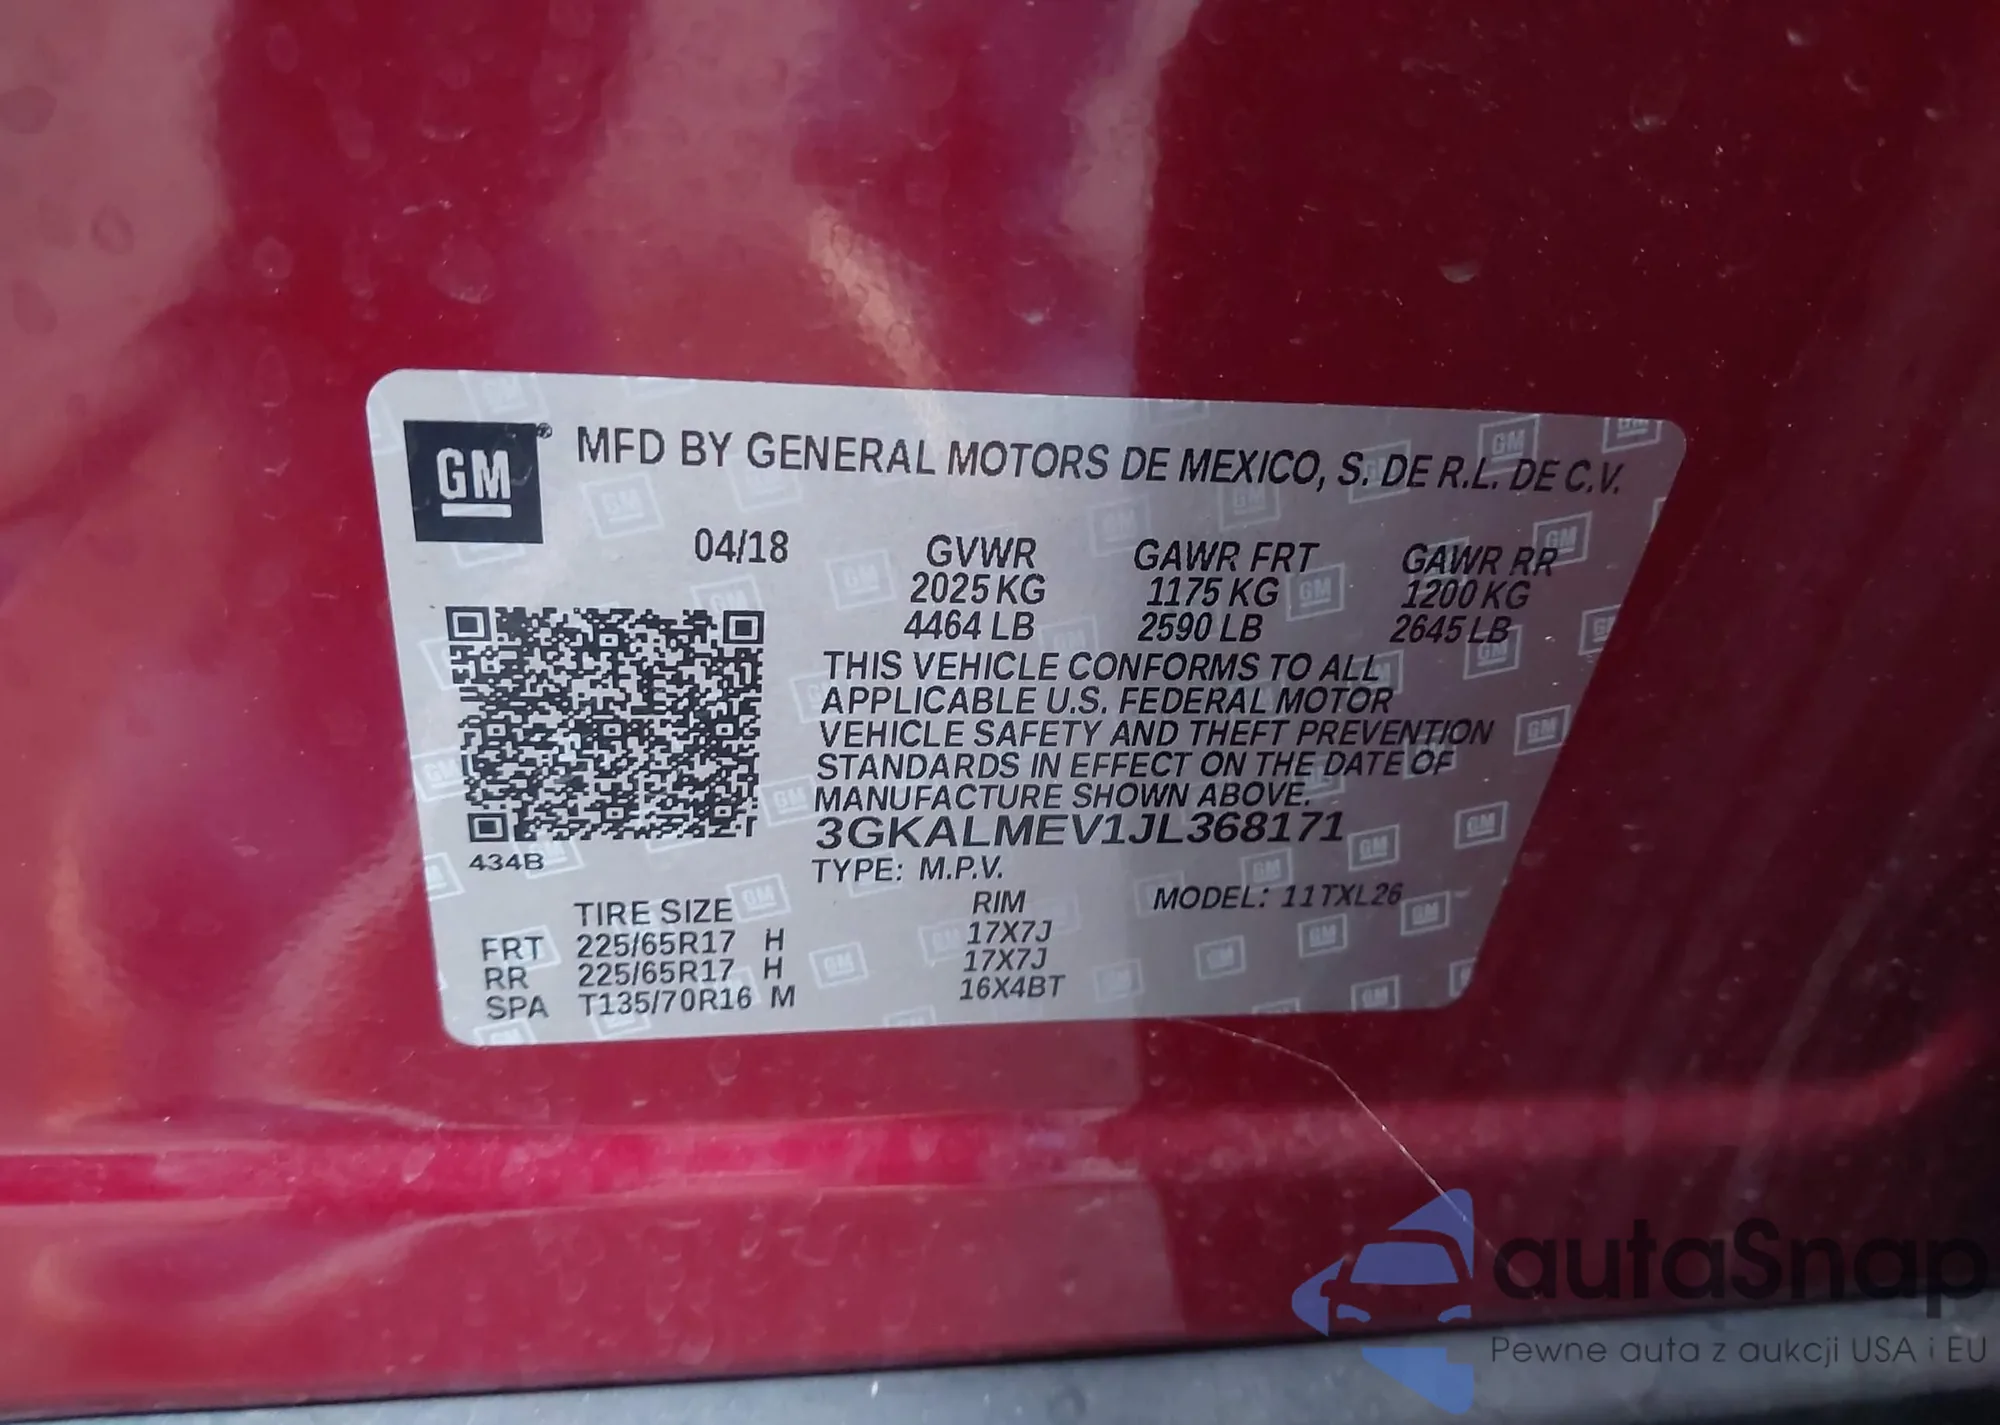 GM
MFD BY GENERAL MOTORS DE MEXICO, S. DE R.L. DE C.V.
04/18 GVWR GAWR FRT GAWR RR
2025 KG 1175 KG 1200 KG
4464 LB 2590 LB 2645 LB
THIS VEHICLE CONFORMS TO ALL
APPLICABLE U.S. FEDERAL MOTOR
VEHICLE SAFETY AND THEFT PREVENTION
STANDARDS IN EFFECT ON THE DATE OF
MANUFACTURE SHOWN ABOVE.
3GKALMEV1JL368171
434B
TYPE: M.P.V. MODEL: 11TXL26
TIRE SIZE RIM
FRT 225/65R17 H 17X7J
RR 225/65R17 H 17X7J
SPA T135/70R16 M 16X4BT
autaSnap
Pewne auta z aukcji USA i EU